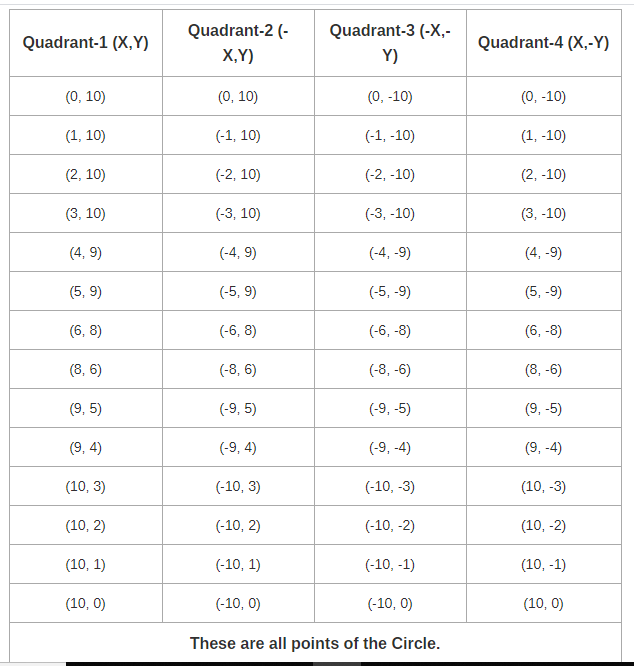 Quadrant-1 (X,Y) Quadrant-2 (- Quadrant-3 (-X,- Quadrant-4 (X,-Y)
X,Y) Y)
(0, 10) (0, 10) (0, -10) (0, -10)
(1, 10) (-1, 10) (-1, -10) (1, -10)
(2, 10) (-2, 10) (-2, -10) (2, -10)
(3, 10) (-3, 10) (-3, -10) (3, -10)
(4, 9) (-4, 9) (-4, -9) (4, -9)
(5, 9) (-5, 9) (-5, -9) (5, -9)
(6, 8) (-6, 8) (-6, -8) (6, -8)
(8, 6) (-8, 6) (-8, -6) (8, -6)
(9, 5) (-9, 5) (-9, -5) (9, -5)
(9, 4) (-9, 4) (-9, -4) (9, -4)
(10, 3) (-10, 3) (-10, -3) (10, -3)
(10, 2) (-10, 2) (-10, -2) (10, -2)
(10, 1) (-10, 1) (-10, -1) (10, -1)
(10, 0) (-10, 0) (-10, 0) (10, 0)
These are all points of the Circle.